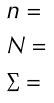 n =
N =
Σ =